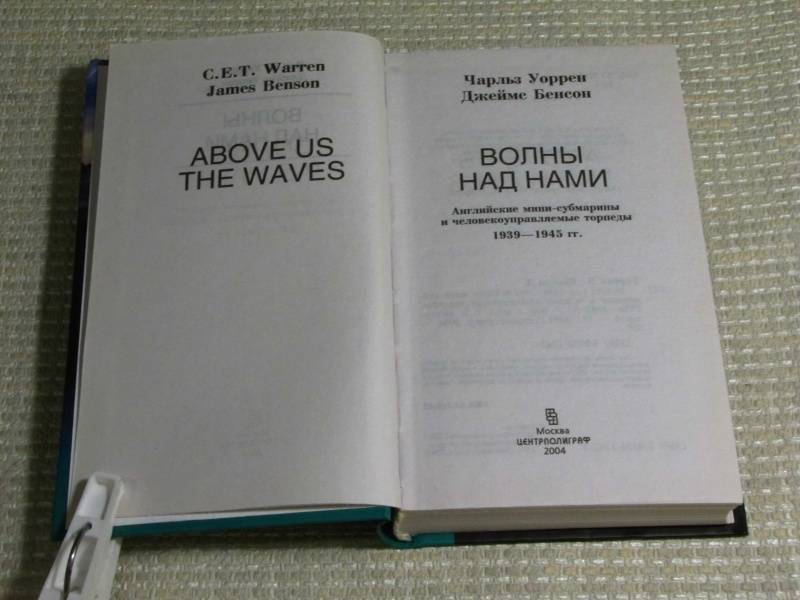 C.E.T. Warren
James Benson
ABOVE US
THE WAVES
Чарльз Уоррен
Джеймс Бенсон
ВОЛНЫ
НАД НАМИ
Английские мини-субмарины
и человекоуправляемые торпеды
1939—1945 гг.
Москва
ЦЕНТРПОЛИГРАФ
2004